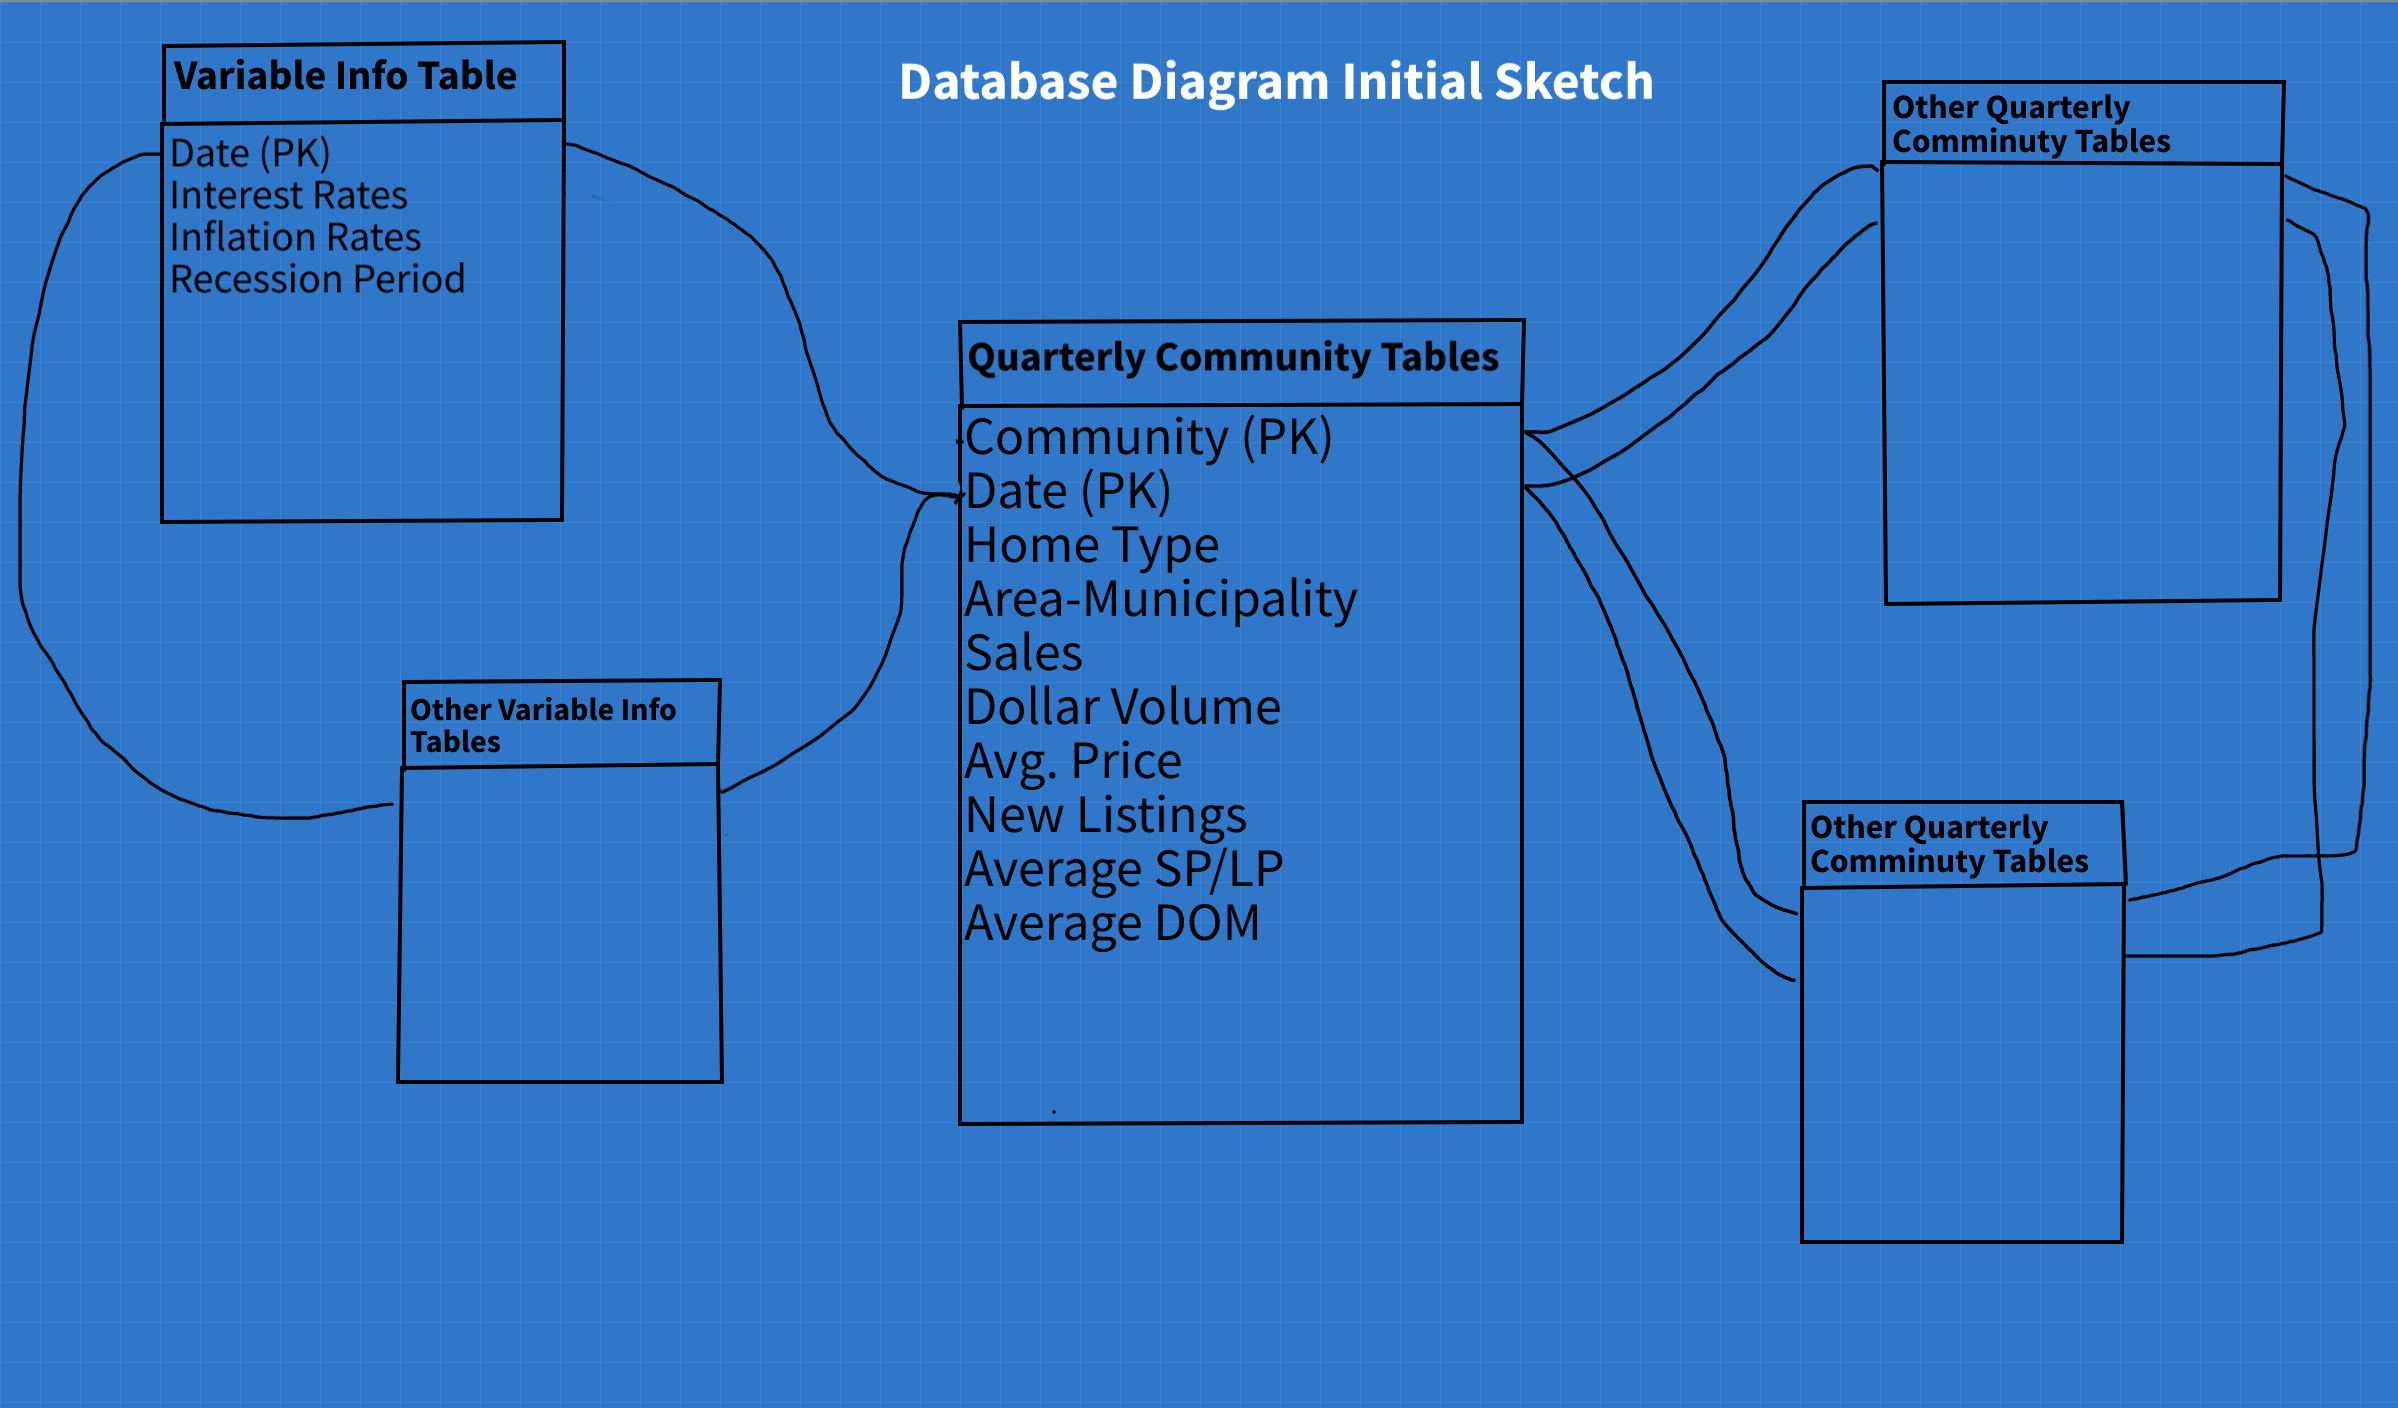 Database Diagram Initial Sketch
Variable Info Table
Date (PK)
Interest Rates
Inflation Rates
Recession Period
Other Variable Info
Tables
Quarterly Community Tables
Community (PK)
Date (PK)
Home Type
Area-Municipality
Sales
Dollar Volume
Avg. Price
New Listings
Average SP/LP
Average DOM
Other Quarterly
Comminuty Tables
Other Quarterly
Comminuty Tables